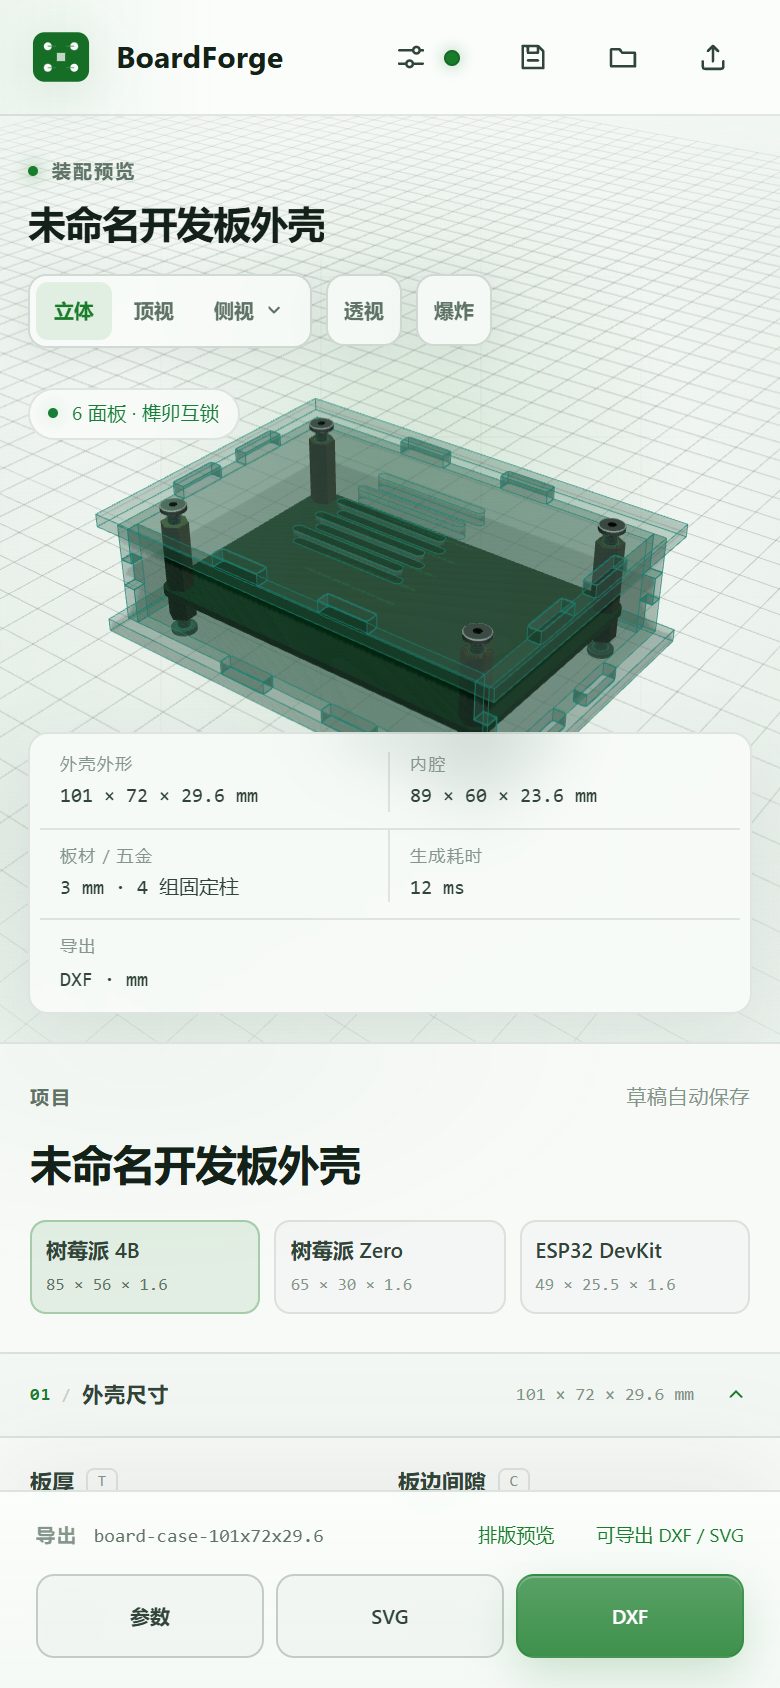 BoardForge
装配预览
未命名开发板外壳
立体 顶视 侧视 透视 爆炸
6 面板 · 榫卯互锁
外壳外形 内腔
101 × 72 × 29.6 mm 89 × 60 × 23.6 mm
板材 / 五金 生成耗时
3 mm · 4 组固定柱 12 ms
导出
DXF · mm
项目 草稿自动保存
未命名开发板外壳
树莓派 4B 树莓派 Zero ESP32 DevKit
85 × 56 × 1.6 65 × 30 × 1.6 49 × 25.5 × 1.6
01 / 外壳尺寸 101 × 72 × 29.6 mm
板厚 T 板边间隙 C
导出 board-case-101x72x29.6 排版预览 可导出 DXF / SVG
参数 SVG DXF